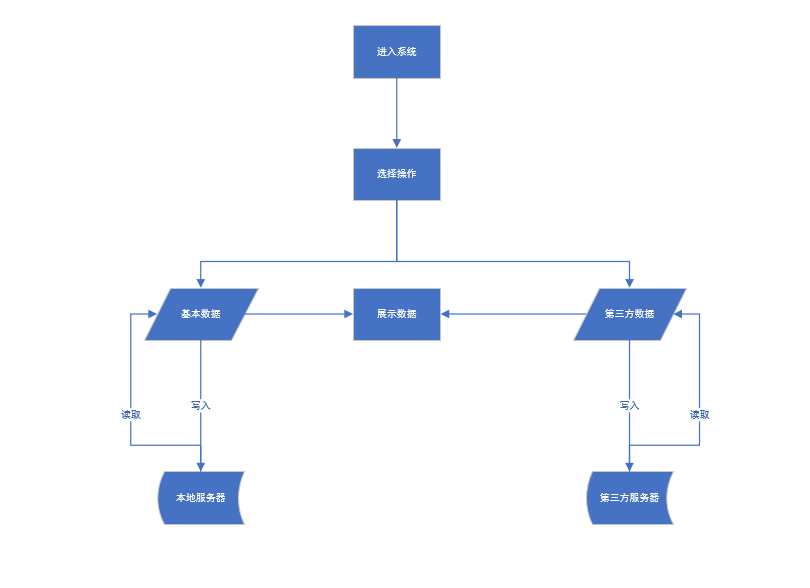 进入系统
选择操作
基本数据
展示数据
第三方数据
写入
写入
读取
读取
本地服务器
第三方服务器